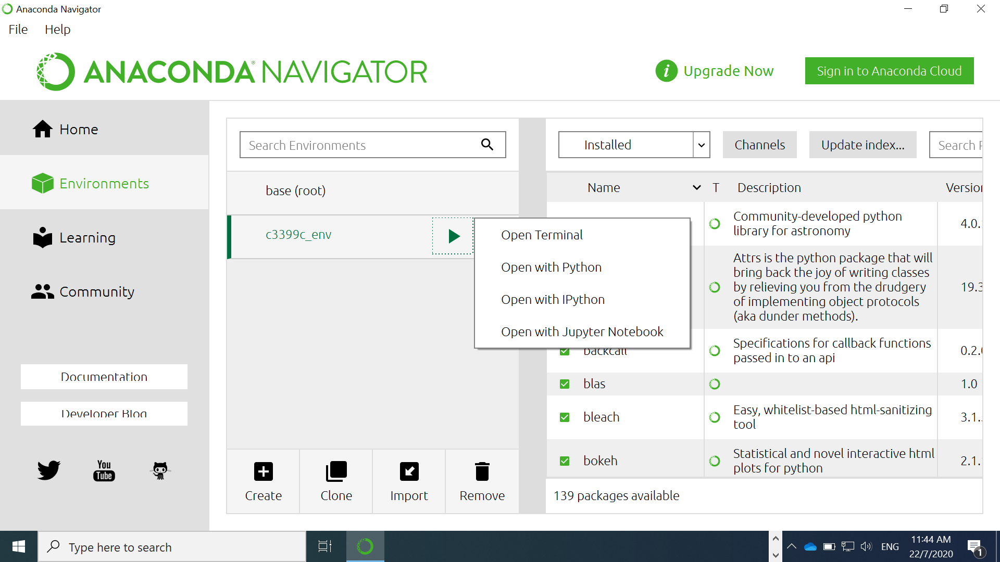 Anaconda Navigator
File Help
ANACONDA® NAVIGATOR
i Upgrade Now
Sign in to Anaconda Cloud
Home
Environments
Learning
Community
Documentation
Developer Blog
You
Tube
Search Environments
base (root)
c3399c_env
Open Terminal
Open with Python
Open with IPython
Open with Jupyter Notebook
Create Clone Import Remove
Installed Channels Update index... Search
Name T Description Version
Community-developed python
library for astronomy
4.0.
Attrs is the python package that will
bring back the joy of writing classes
by relieving you from the drudgery
of implementing object protocols
(aka dunder methods).
19.3
backcall
Specifications for callback functions
passed in to an api
0.2.
blas 1.0
bleach
Easy, whitelist-based html-sanitizing
tool
3.1.
bokeh
Statistical and novel interactive html
plots for python
2.1.
139 packages available
Type here to search
ENG
11:44 AM
22/7/2020
1